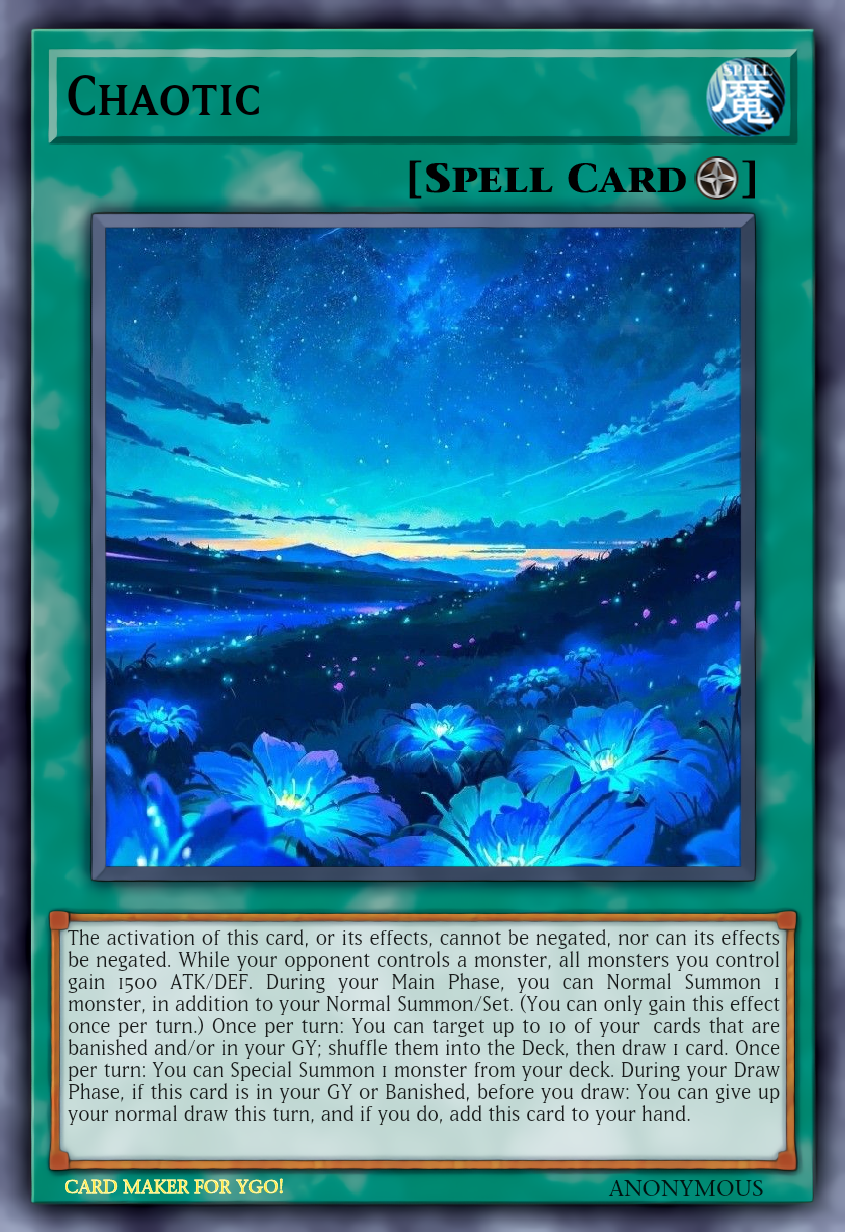 Chaotic
SPELL
魔
[Spell Card ]
The activation of this card, or its effects, cannot be negated, nor can its effects
be negated. While your opponent controls a monster, all monsters you control
gain 1500 ATK/DEF. During your Main Phase, you can Normal Summon 1
monster, in addition to your Normal Summon/Set. (You can only gain this effect
once per turn.) Once per turn: You can target up to 10 of your cards that are
banished and/or in your GY; shuffle them into the Deck, then draw 1 card. Once
per turn: You can Special Summon 1 monster from your deck. During your Draw
Phase, if this card is in your GY or Banished, before you draw: You can give up
your normal draw this turn, and if you do, add this card to your hand.
CARD MAKER FOR YGO! ANONYMOUS